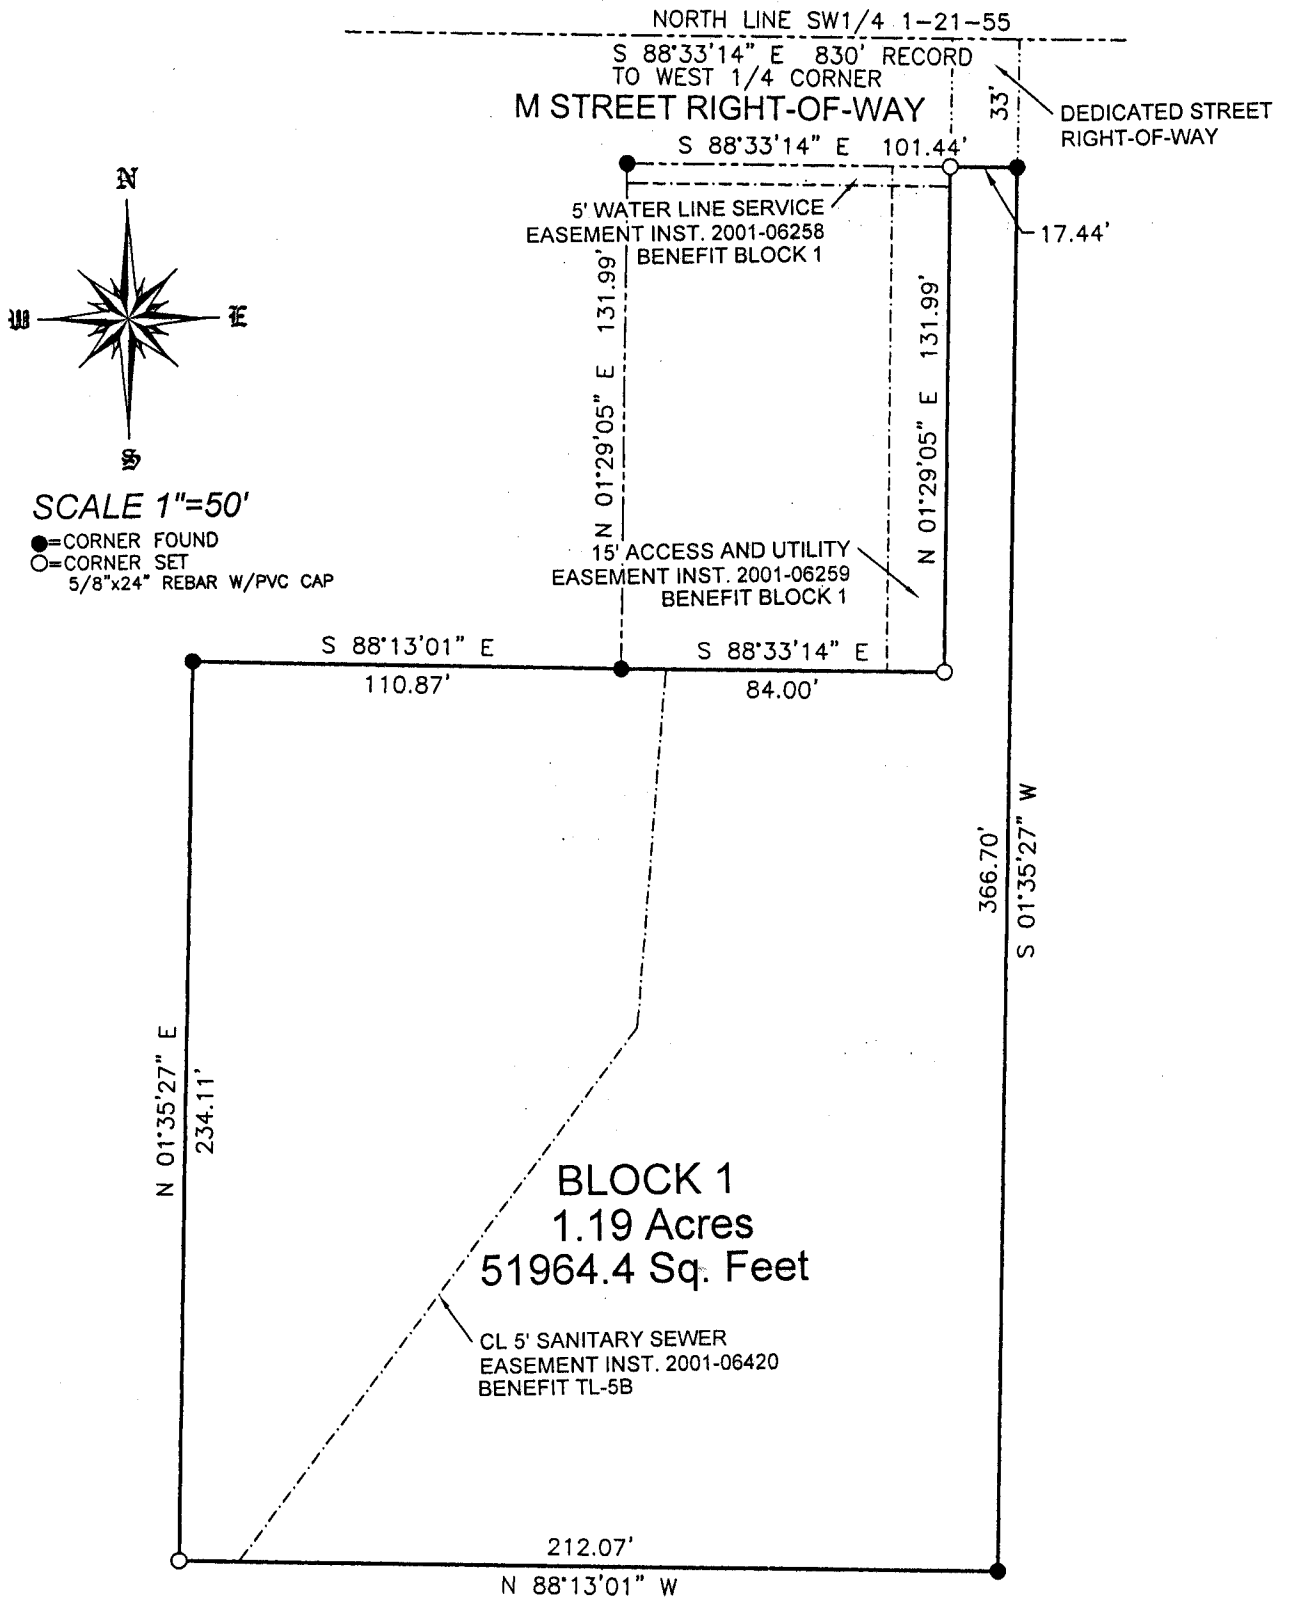 NORTH LINE SW1/4 1-21-55
S 88°33'14" E 830' RECORD
TO WEST 1/4 CORNER
M STREET RIGHT-OF-WAY
33'
DEDICATED STREET
RIGHT-OF-WAY
S 88°33'14" E 101.44'
17.44'
5' WATER LINE SERVICE
EASEMENT INST. 2001-06258
BENEFIT BLOCK 1
N
W
E
S
N 01°29'05" E 131.99'
N 01°29'05" E 131.99'
SCALE 1"=50'
●=CORNER FOUND
○=CORNER SET
5/8"x24" REBAR W/PVC CAP
15' ACCESS AND UTILITY
EASEMENT INST. 2001-06259
BENEFIT BLOCK 1
S 88°13'01" E
110.87'
S 88°33'14" E
84.00'
366.70'
S 01°35'27" W
N 01°35'27" E
234.11'
BLOCK 1
1.19 Acres
51964.4 Sq. Feet
CL 5' SANITARY SEWER
EASEMENT INST. 2001-06420
BENEFIT TL-5B
212.07'
N 88°13'01" W